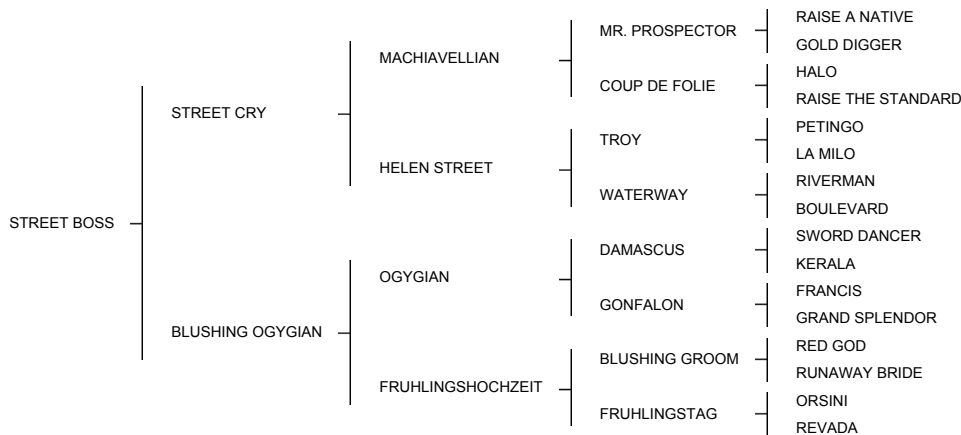 RAISE A NATIVE
MR. PROSPECTOR
GOLD DIGGER
MACHIAVELLIAN
HALO
COUP DE FOLIE
RAISE THE STANDARD
STREET CRY
PETINGO
TROY
LA MILO
HELEN STREET
RIVERMAN
WATERWAY
BOULEVARD
STREET BOSS
SWORD DANCER
DAMASCUS
KERALA
OGYGIAN
FRANCIS
GONFALON
GRAND SPLENDOR
BLUSHING OGYGIAN
RED GOD
BLUSHING GROOM
RUNAWAY BRIDE
FRUHLINGSHOCHZEIT
ORSINI
FRUHLINGSTAG
REVADA